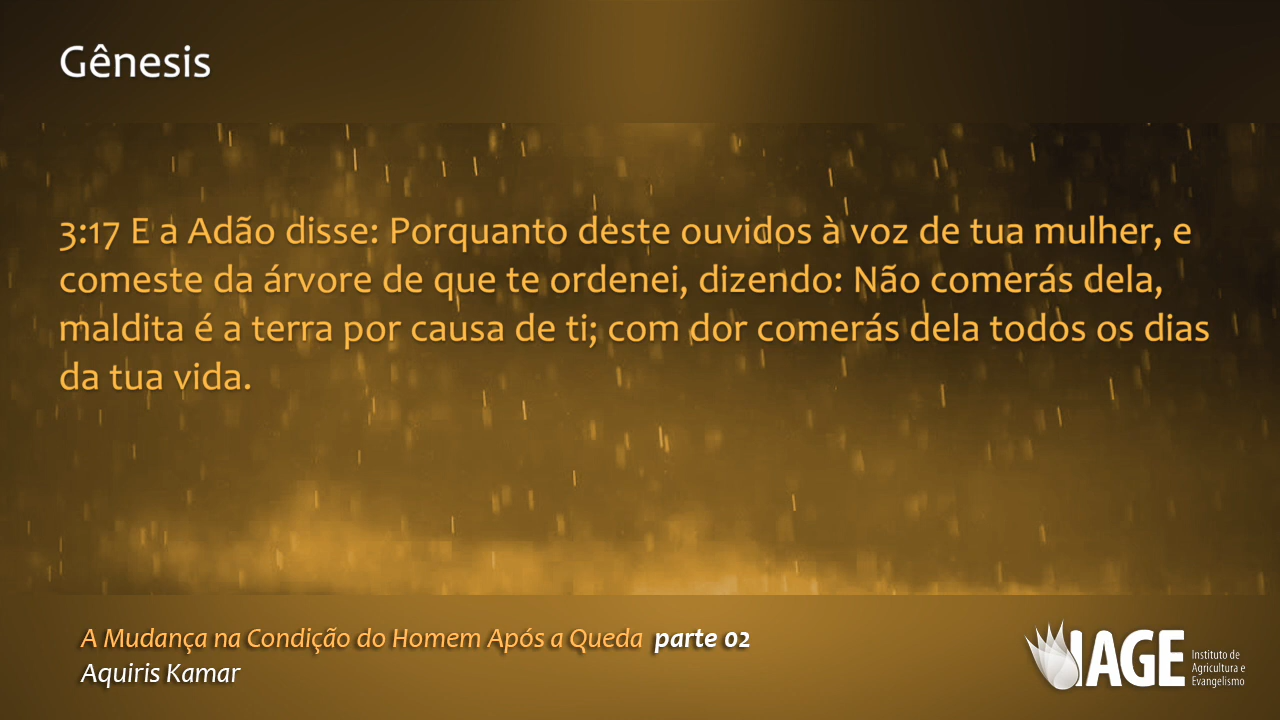 Gênesis
3:17 E a Adão disse: Porquanto deste ouvidos à voz de tua mulher, e
comeste da árvore de que te ordenei, dizendo: Não comerás dela,
maldita é a terra por causa de ti; com dor comerás dela todos os dias
da tua vida.
A Mudança na Condição do Homem Após a Queda parte 02
Aquiris Kamar
IAGE
Instituto de
Agricultura e
Evangelismo